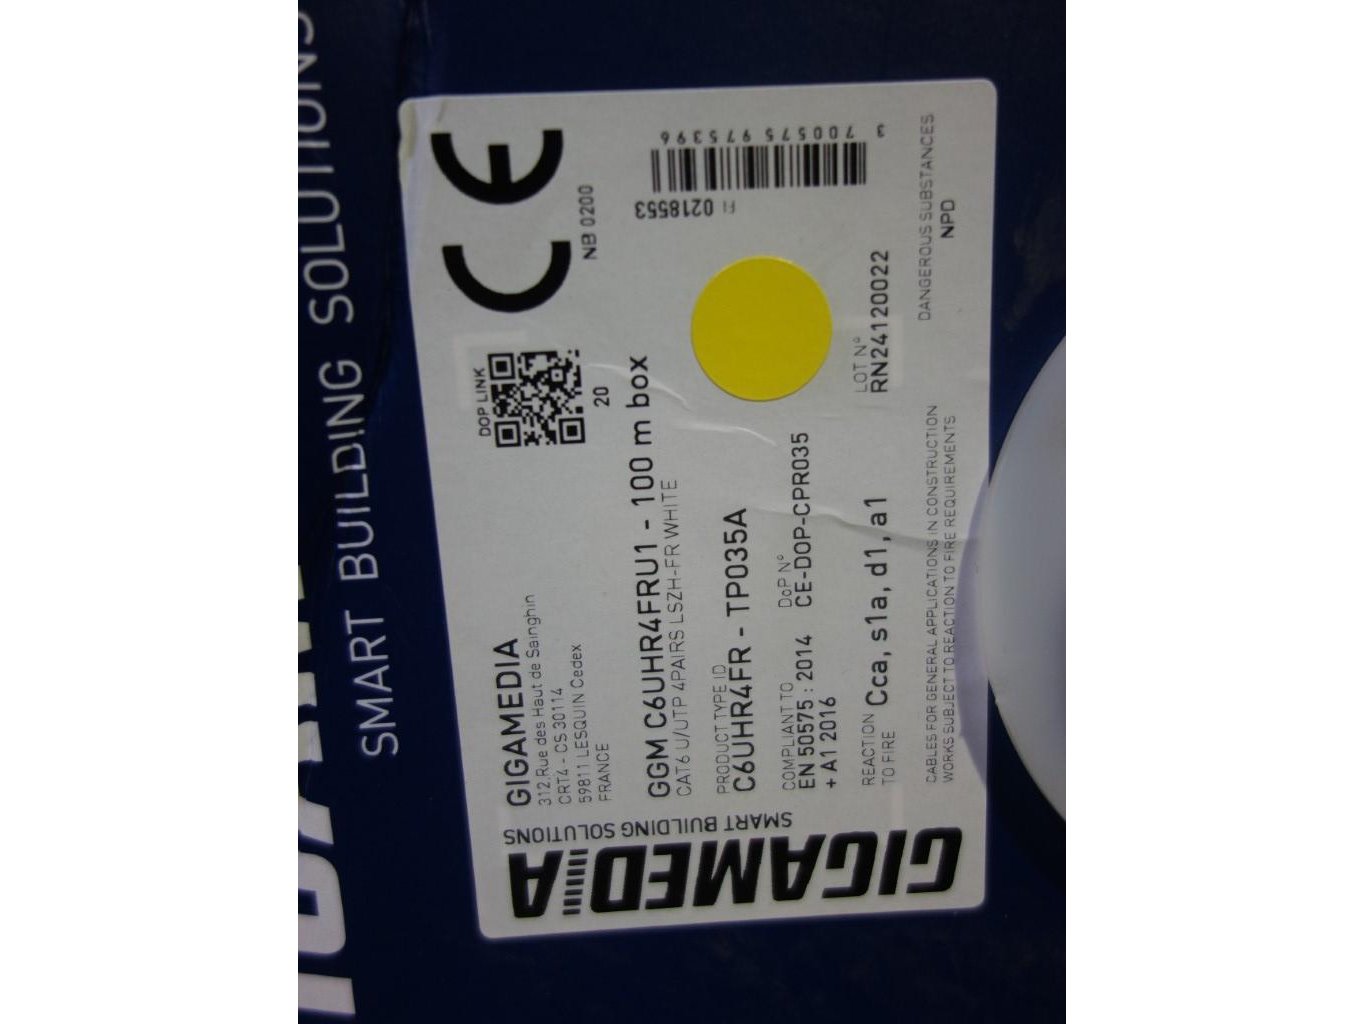 SMART BUILDING SOLUTIONS
GIGAMEDIA
SMART BUILDING SOLUTIONS
GIGAMEDIA
312,Rue des Haut de Sainghin
CRT4 - CS 30114
59811 LESQUIN Cedex
FRANCE
DOP LINK
20
CE
NB 0200
GGM C6UHR4FRU1 - 100 m box
CAT6 U/UTP 4PAIRS LSZH-FR WHITE
FI 0218553
3 700575 975396
PRODUCT TYPE ID
C6UHR4FR - TP035A
COMPLIANT TO
EN 50575 : 2014
+ A1 2016
DoP N°
CE-DOP-CPR035
REACTION
TO FIRE
Cca, s1a, d1, a1
LOT N°
RN24120022
CABLES FOR GENERAL APPLICATIONS IN CONSTRUCTION
WORKS SUBJECT TO REACTION TO FIRE REQUIREMENTS
DANGEROUS SUBSTANCES
NPD